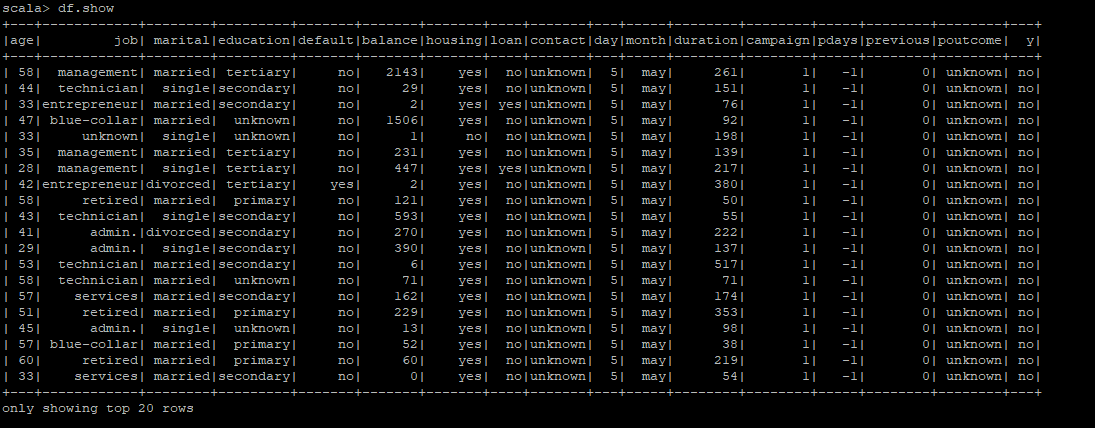 scala> df.show
+---+------------+--------+---------+-------+-------+-------+----+-------+---+-----+--------+--------+-----+--------+--------+---+
|age|         job| marital|education|default|balance|housing|loan|contact|day|month|duration|campaign|pdays|previous|poutcome|  y|
+---+------------+--------+---------+-------+-------+-------+----+-------+---+-----+--------+--------+-----+--------+--------+---+
| 58|  management| married| tertiary|     no|   2143|    yes|  no|unknown|  5|  may|     261|       1|   -1|       0| unknown| no|
| 44|  technician|  single|secondary|     no|     29|    yes|  no|unknown|  5|  may|     151|       1|   -1|       0| unknown| no|
| 33|entrepreneur| married|secondary|     no|      2|    yes| yes|unknown|  5|  may|      76|       1|   -1|       0| unknown| no|
| 47| blue-collar| married|  unknown|     no|   1506|    yes|  no|unknown|  5|  may|      92|       1|   -1|       0| unknown| no|
| 33|     unknown|  single|  unknown|     no|      1|     no|  no|unknown|  5|  may|     198|       1|   -1|       0| unknown| no|
| 35|  management| married| tertiary|     no|    231|    yes|  no|unknown|  5|  may|     139|       1|   -1|       0| unknown| no|
| 28|  management|  single| tertiary|     no|    447|    yes| yes|unknown|  5|  may|     217|       1|   -1|       0| unknown| no|
| 42|entrepreneur|divorced| tertiary|    yes|      2|    yes|  no|unknown|  5|  may|     380|       1|   -1|       0| unknown| no|
| 58|     retired| married|  primary|     no|    121|    yes|  no|unknown|  5|  may|      50|       1|   -1|       0| unknown| no|
| 43|  technician|  single|secondary|     no|    593|    yes|  no|unknown|  5|  may|      55|       1|   -1|       0| unknown| no|
| 41|      admin.|divorced|secondary|     no|    270|    yes|  no|unknown|  5|  may|     222|       1|   -1|       0| unknown| no|
| 29|      admin.|  single|secondary|     no|    390|    yes|  no|unknown|  5|  may|     137|       1|   -1|       0| unknown| no|
| 53|  technician| married|secondary|     no|      6|    yes|  no|unknown|  5|  may|     517|       1|   -1|       0| unknown| no|
| 58|  technician| married|  unknown|     no|     71|    yes|  no|unknown|  5|  may|      71|       1|   -1|       0| unknown| no|
| 57|    services| married|secondary|     no|    162|    yes|  no|unknown|  5|  may|     174|       1|   -1|       0| unknown| no|
| 51|     retired| married|  primary|     no|    229|    yes|  no|unknown|  5|  may|     353|       1|   -1|       0| unknown| no|
| 45|      admin.|  single|  unknown|     no|     13|    yes|  no|unknown|  5|  may|      98|       1|   -1|       0| unknown| no|
| 57| blue-collar| married|  primary|     no|     52|    yes|  no|unknown|  5|  may|      38|       1|   -1|       0| unknown| no|
| 60|     retired| married|  primary|     no|     60|    yes|  no|unknown|  5|  may|     219|       1|   -1|       0| unknown| no|
| 33|    services| married|secondary|     no|      0|    yes|  no|unknown|  5|  may|      54|       1|   -1|       0| unknown| no|
+---+------------+--------+---------+-------+-------+-------+----+-------+---+-----+--------+--------+-----+--------+--------+---+
only showing top 20 rows